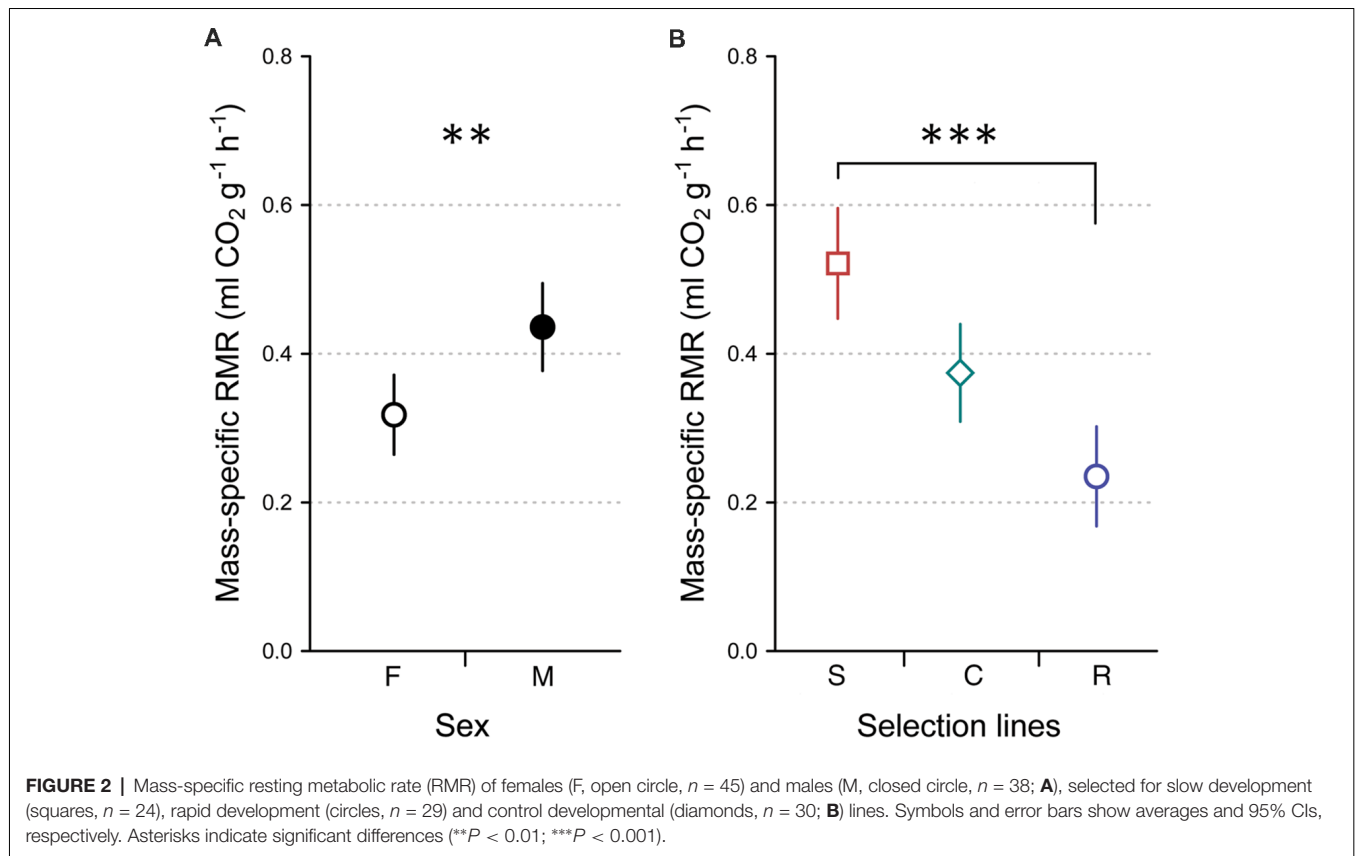 A
0.8
0.6
0.4
0.2
0.0
Mass-specific RMR (ml CO₂ g⁻¹ h⁻¹)
**
F
M
Sex
B
0.8
0.6
0.4
0.2
0.0
Mass-specific RMR (ml CO₂ g⁻¹ h⁻¹)
***
S
C
R
Selection lines
FIGURE 2 | Mass-specific resting metabolic rate (RMR) of females (F, open circle, n = 45) and males (M, closed circle, n = 38; A), selected for slow development
(squares, n = 24), rapid development (circles, n = 29) and control developmental (diamonds, n = 30; B) lines. Symbols and error bars show averages and 95% CIs,
respectively. Asterisks indicate significant differences (**P < 0.01; ***P < 0.001).